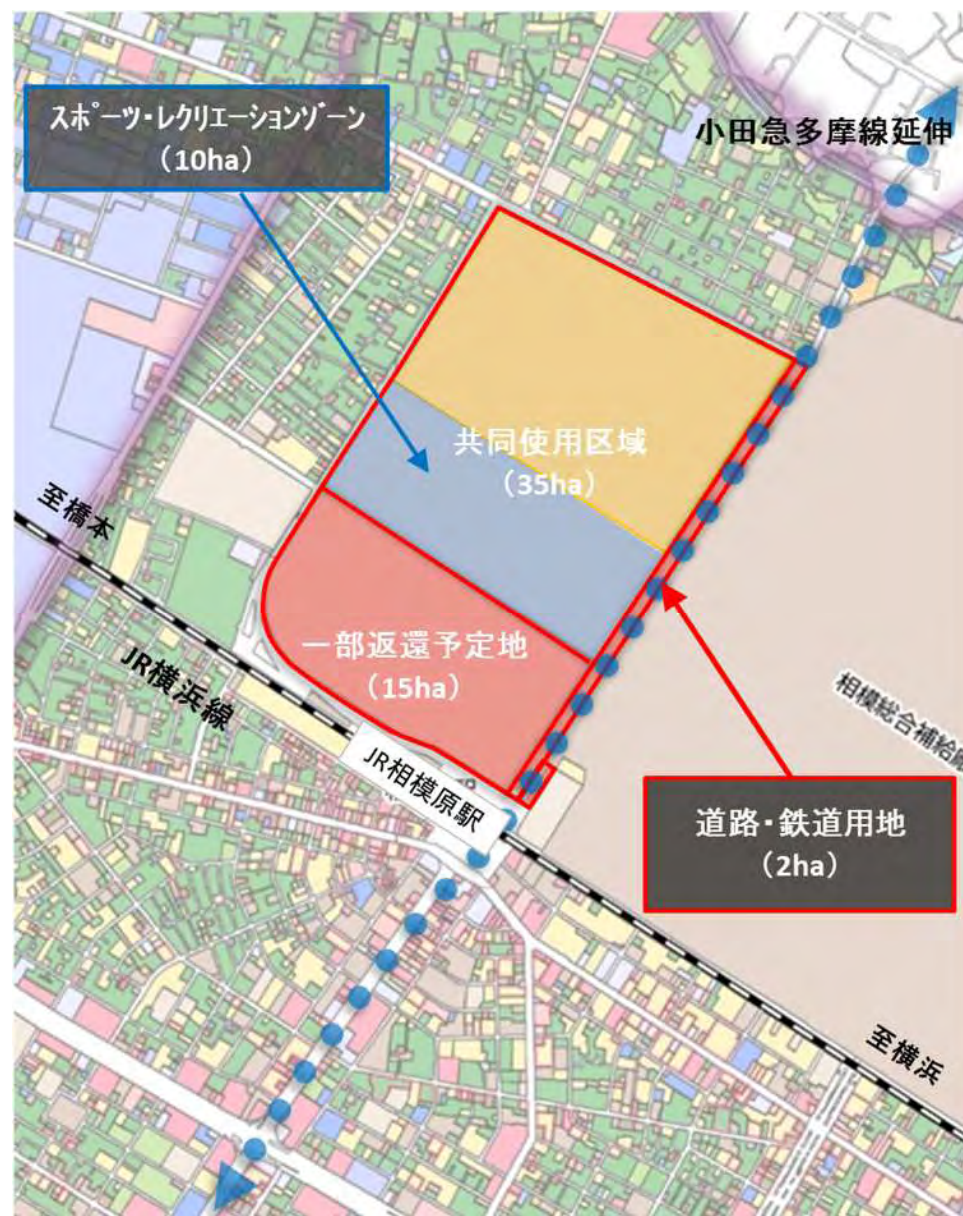 スポーツ・レクリエーションゾーン
（10ha）
小田急多摩線延伸
共同使用区域
（35ha）
至橋本
JR横浜線
一部返還予定地
（15ha）
JR相模原駅
相模総合補給廠
道路・鉄道用地
（2ha）
至横浜